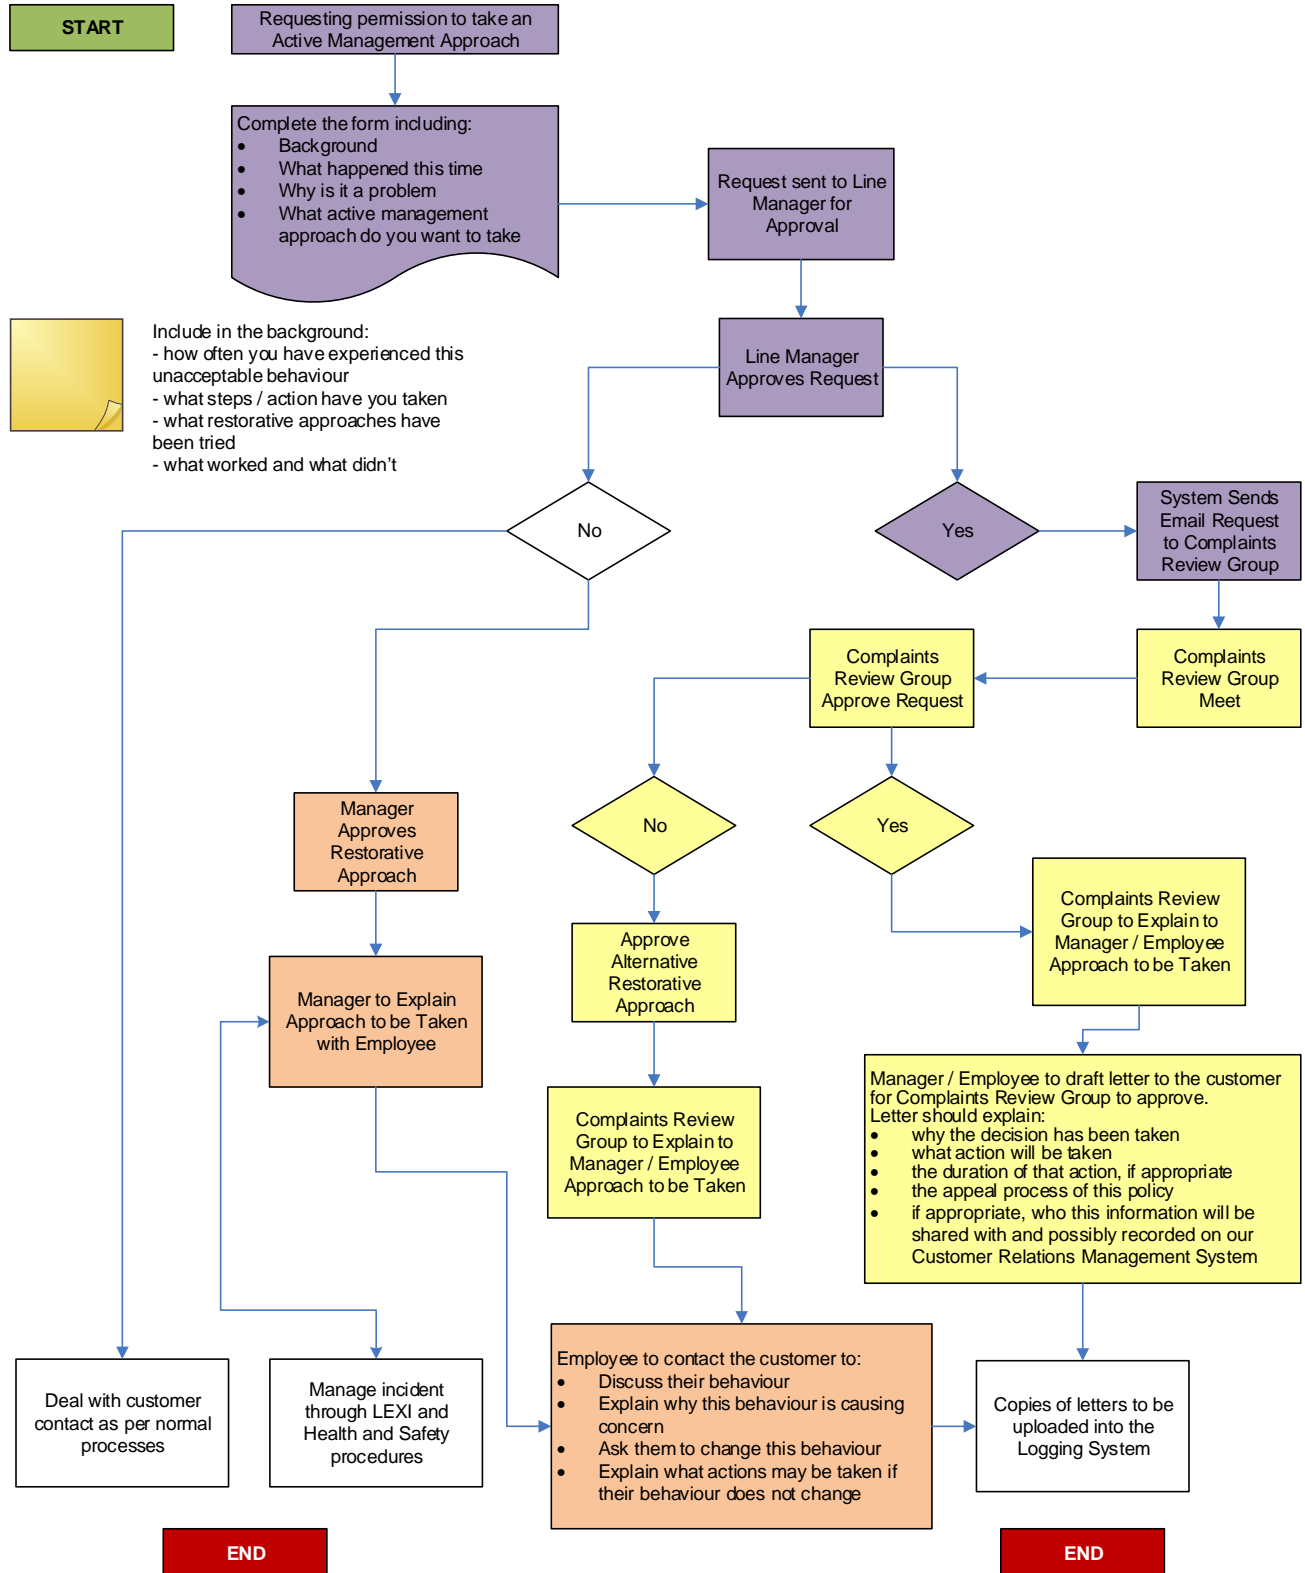 START
Requesting permission to take an
Active Management Approach
Complete the form including:
• Background
• What happened this time
• Why is it a problem
• What active management
approach do you want to take
Request sent to Line
Manager for
Approval
Include in the background:
- how often you have experienced this
unacceptable behaviour
- what steps / action have you taken
- what restorative approaches have
been tried
- what worked and what didn't
Line Manager
Approves Request
No
Yes
System Sends
Email Request
to Complaints
Review Group
Complaints
Review Group
Approve Request
Complaints
Review Group
Meet
Manager
Approves
Restorative
Approach
No
Yes
Complaints Review
Group to Explain to
Manager / Employee
Approach to be Taken
Approve
Alternative
Restorative
Approach
Manager to Explain
Approach to be Taken
with Employee
Complaints Review
Group to Explain to
Manager / Employee
Approach to be Taken
Manager / Employee to draft letter to the customer
for Complaints Review Group to approve.
Letter should explain:
• why the decision has been taken
• what action will be taken
• the duration of that action, if appropriate
• the appeal process of this policy
• if appropriate, who this information will be
shared with and possibly recorded on our
Customer Relations Management System
Deal with customer
contact as per normal
processes
Manage incident
through LEXI and
Health and Safety
procedures
Employee to contact the customer to:
• Discuss their behaviour
• Explain why this behaviour is causing
concern
• Ask them to change this behaviour
• Explain what actions may be taken if
their behaviour does not change
Copies of letters to be
uploaded into the
Logging System
END
END